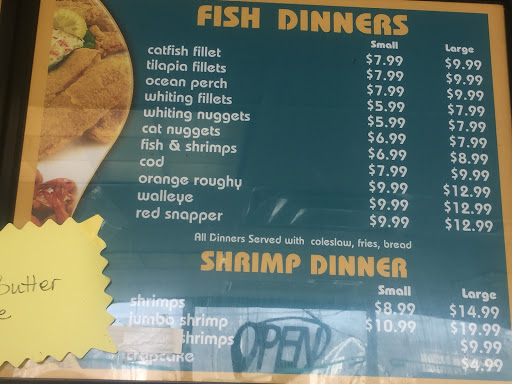 FISH DINNERS
Small Large
catfish fillet $7.99 $9.99
tilapia fillets $7.99 $9.99
ocean perch $7.99 $9.99
whiting fillets $5.99 $7.99
whiting nuggets $5.99 $7.99
cat nuggets $6.99 $7.99
fish & shrimps $6.99 $8.99
cod $7.99 $9.99
orange roughy $9.99 $12.99
walleye $9.99 $12.99
red snapper $9.99 $12.99
All Dinners Served with coleslaw, fries, bread
SHRIMP DINNER
Small Large
shrimps $8.99 $14.99
jumbo shrimp $10.99 $19.99
shrimps $9.99
crabcake $4.99
OPEN
Butter